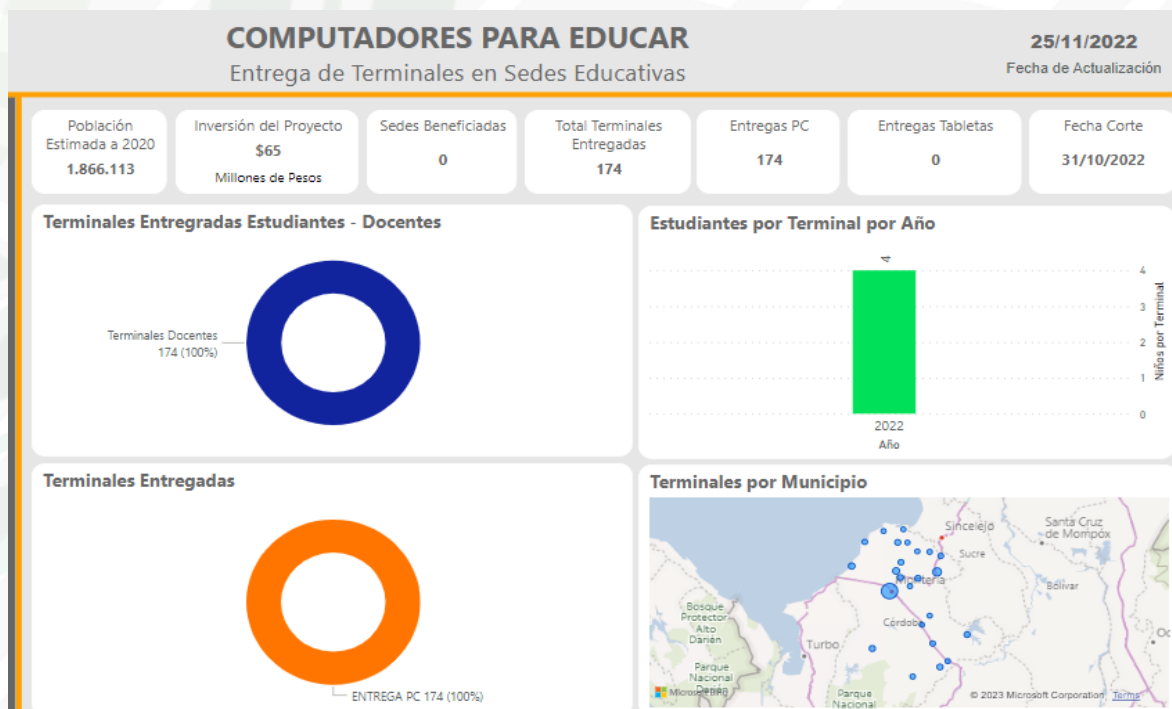 COMPUTADORES PARA EDUCAR
Entrega de Terminales en Sedes Educativas
25/11/2022
Fecha de Actualización
Población
Estimada a 2020
1.866.113
Inversión del Proyecto
$65
Millones de Pesos
Sedes Beneficiadas
0
Total Terminales
Entregadas
174
Entregas PC
174
Entregas Tabletas
0
Fecha Corte
31/10/2022
Terminales Entregradas Estudiantes - Docentes
Terminales Docentes
174 (100%)
Estudiantes por Terminal por Año
4
4
3
2
1
0
Niños por Terminal
2022
Año
Terminales Entregadas
ENTREGA PC 174 (100%)
Terminales por Municipio
Sincelejo
Santa Cruz
de Mompóx
Sucre
Montería
Bolívar
Bosque
Protector
Alto
Darién
Córdoba
Turbo
Parque
Nacional
Darién
Parque
Nacional
© 2023 Microsoft Corporation
Terms